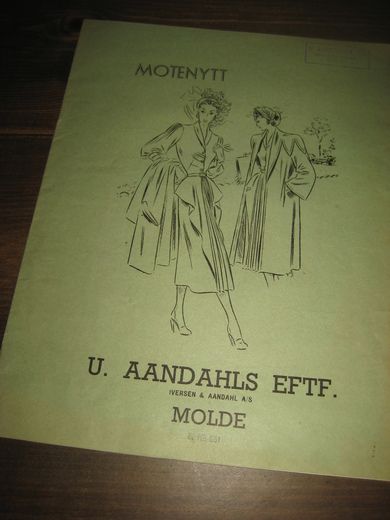 MOTENYTT
U. AANDAHLS EFTF.
IVERSEN & AANDAHL A/S
MOLDE